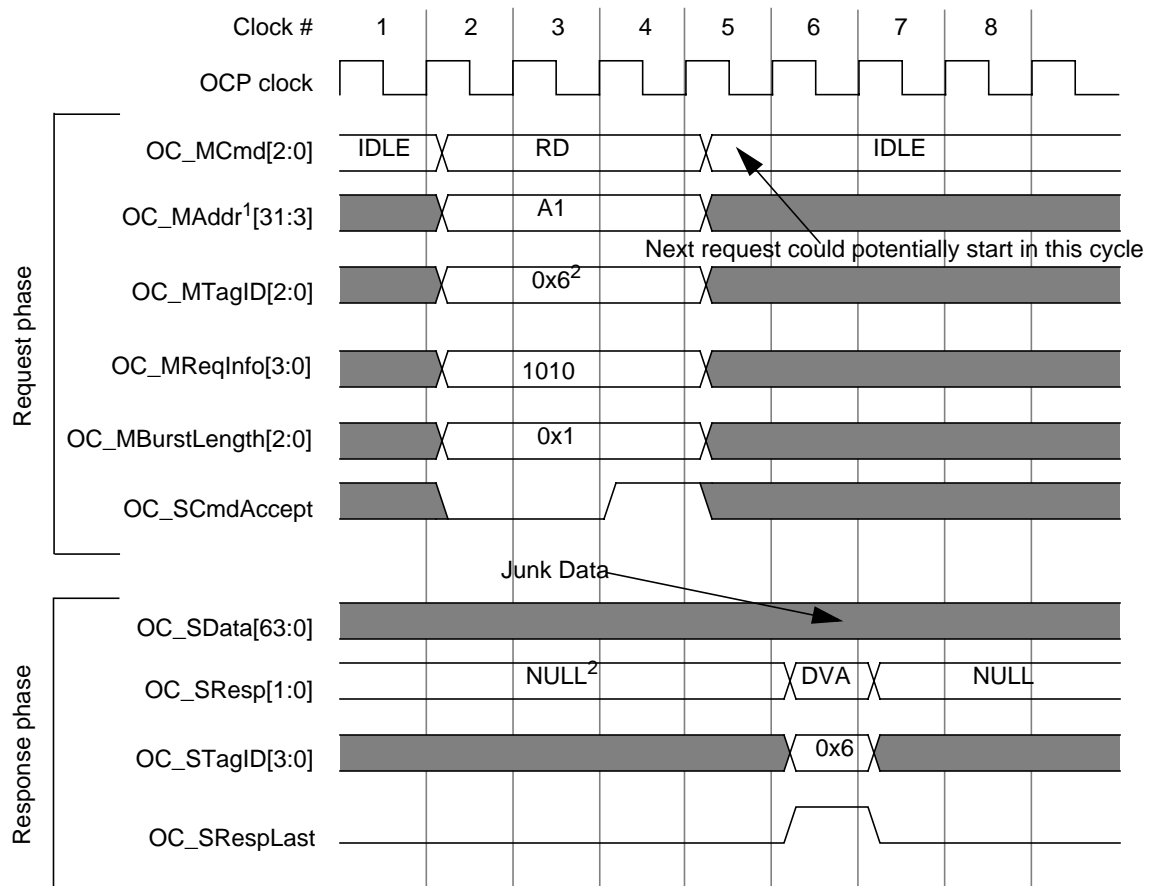 Clock # 1 2 3 4 5 6 7 8
OCP clock
Request phase
OC_MCmd[2:0] IDLE RD IDLE
OC_MAddr¹[31:3] A1
Next request could potentially start in this cycle
OC_MTagID[2:0] 0x6²
OC_MReqInfo[3:0] 1010
OC_MBurstLength[2:0] 0x1
OC_SCmdAccept
Junk Data
Response phase
OC_SData[63:0]
OC_SResp[1:0] NULL² DVA NULL
OC_STagID[3:0] 0x6
OC_SRespLast